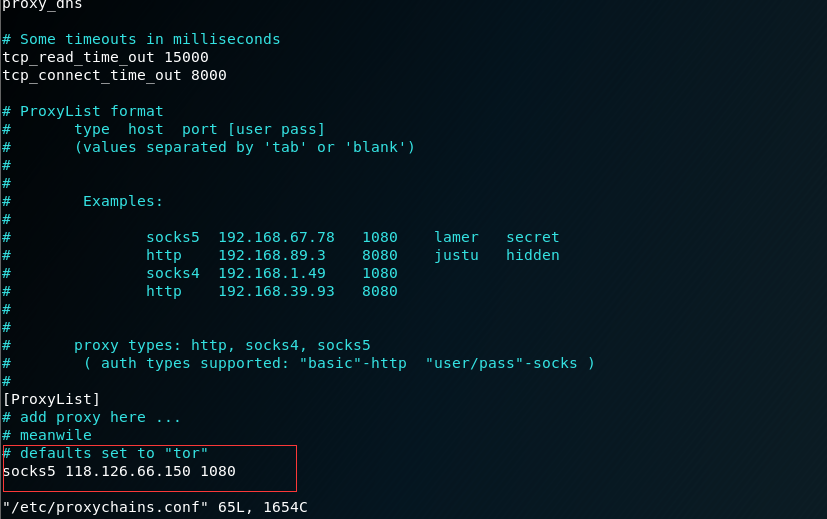 proxy_dns
# Some timeouts in milliseconds
tcp_read_time_out 15000
tcp_connect_time_out 8000
# ProxyList format
#       type  host  port [user pass]
#       (values separated by 'tab' or 'blank')
#
#
#        Examples:
#
#               socks5  192.168.67.78   1080    lamer   secret
#               http    192.168.89.3    8080    justu   hidden
#               socks4  192.168.1.49    1080
#               http    192.168.39.93   8080
#
#
#       proxy types: http, socks4, socks5
#        ( auth types supported: "basic"-http  "user/pass"-socks )
#
[ProxyList]
# add proxy here ...
# meanwile
# defaults set to "tor"
socks5 118.126.66.150 1080
"/etc/proxychains.conf" 65L, 1654C